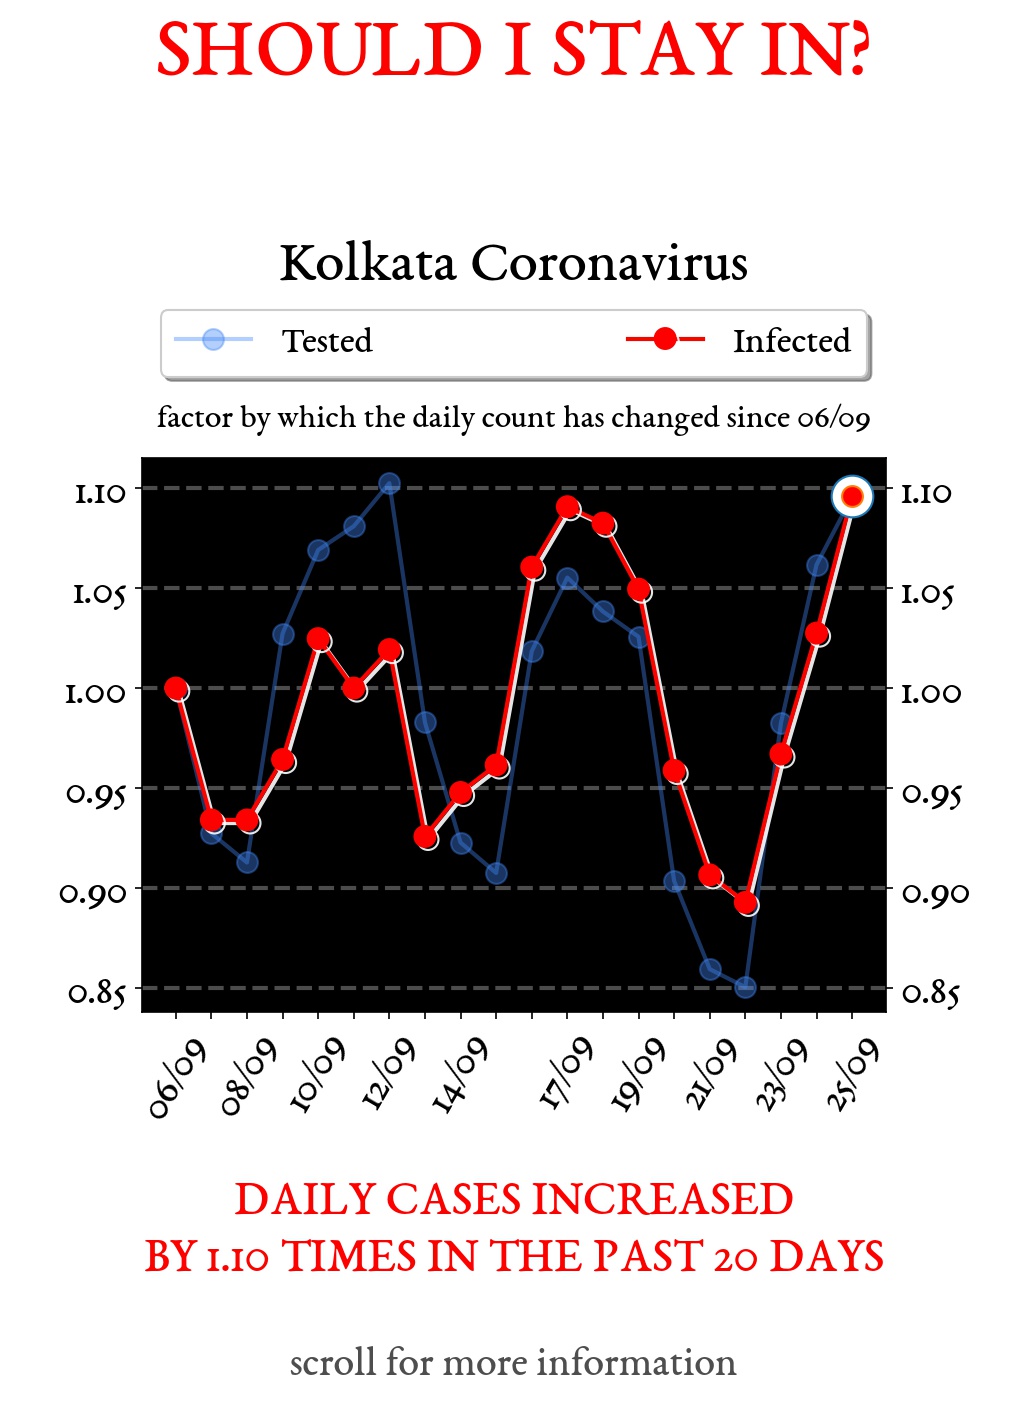 SHOULD I STAY IN?
Kolkata Coronavirus
Tested Infected
factor by which the daily count has changed since 06/09
1.10 1.10
1.05 1.05
1.00 1.00
0.95 0.95
0.90 0.90
0.85 0.85
06/09 08/09 10/09 12/09 14/09 17/09 19/09 21/09 23/09 25/09
DAILY CASES INCREASED
BY 1.10 TIMES IN THE PAST 20 DAYS
scroll for more information